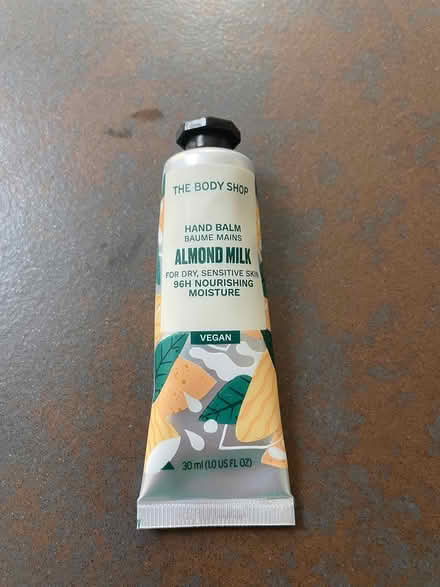 THE BODY SHOP
HAND BALM
BAUME MAINS
ALMOND MILK
FOR DRY, SENSITIVE SKIN
96H NOURISHING
MOISTURE
VEGAN
30 ml (1.0 US FL OZ)